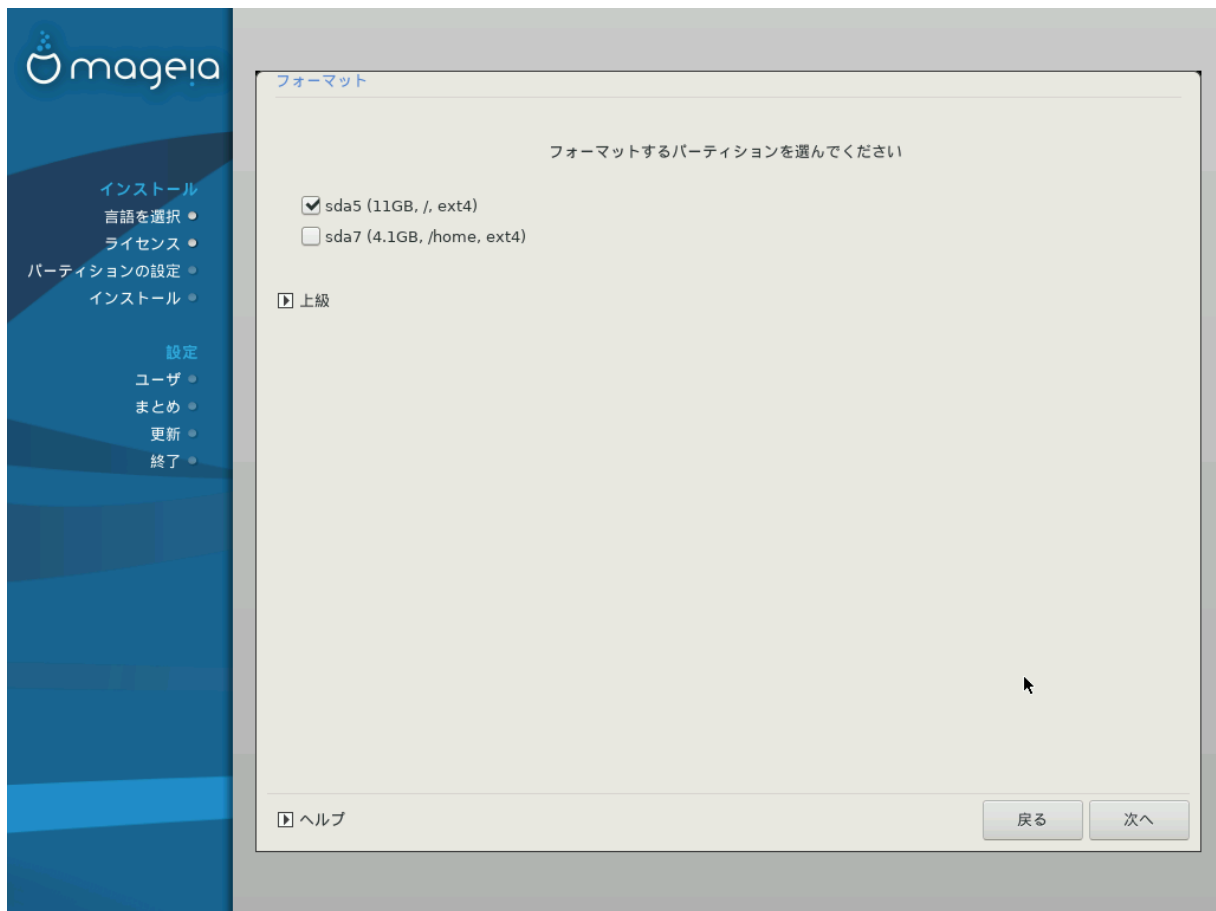 mageia
インストール
言語を選択
ライセンス
パーティションの設定
インストール
設定
ユーザ
まとめ
更新
終了
フォーマット
フォーマットするパーティションを選んでください
sda5 (11GB, /, ext4)
sda7 (4.1GB, /home, ext4)
上級
ヘルプ
戻る
次へ